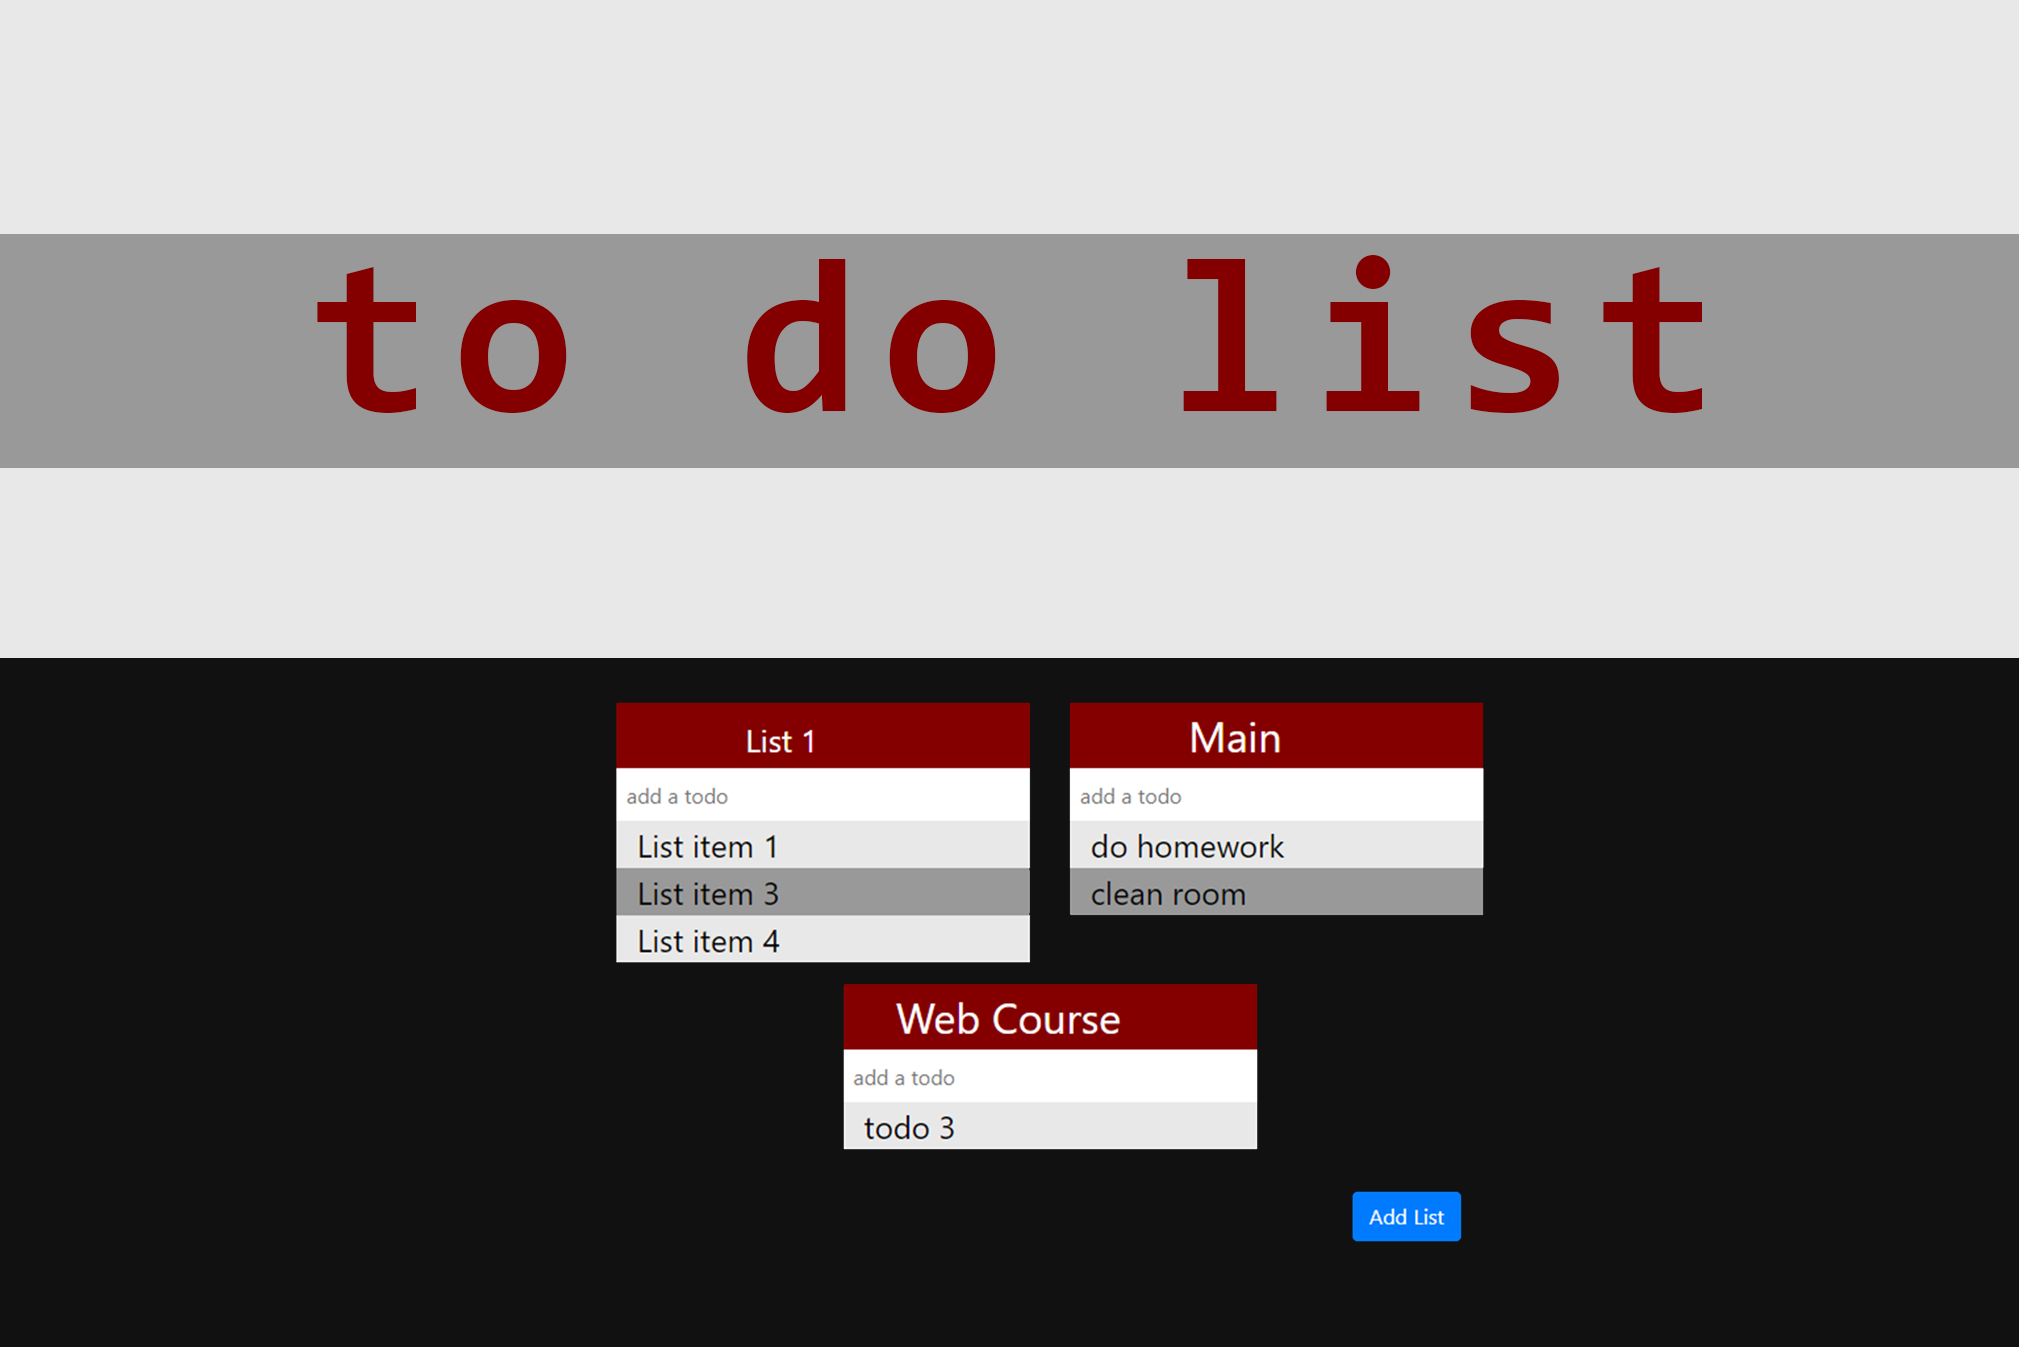 to do list
List 1
add a todo
List item 1
List item 3
List item 4
Main
add a todo
do homework
clean room
Web Course
add a todo
todo 3
Add List